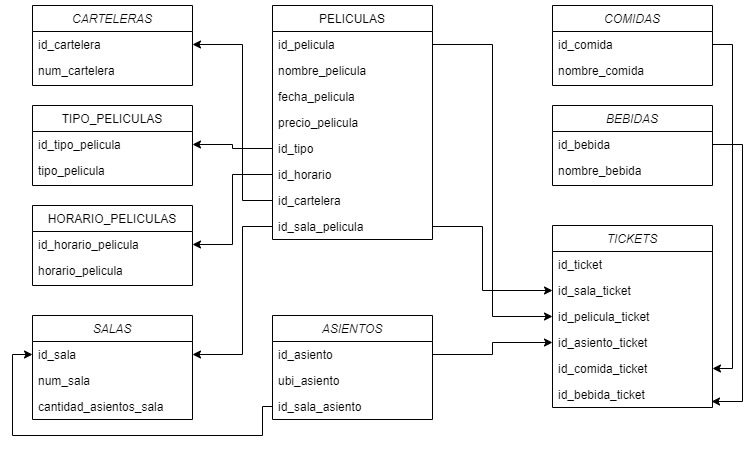 CARTELERAS
id_cartelera
num_cartelera
TIPO_PELICULAS
id_tipo_pelicula
tipo_pelicula
HORARIO_PELICULAS
id_horario_pelicula
horario_pelicula
SALAS
id_sala
num_sala
cantidad_asientos_sala
PELICULAS
id_pelicula
nombre_pelicula
fecha_pelicula
precio_pelicula
id_tipo
id_horario
id_cartelera
id_sala_pelicula
ASIENTOS
id_asiento
ubi_asiento
id_sala_asiento
COMIDAS
id_comida
nombre_comida
BEBIDAS
id_bebida
nombre_bebida
TICKETS
id_ticket
id_sala_ticket
id_pelicula_ticket
id_asiento_ticket
id_comida_ticket
id_bebida_ticket